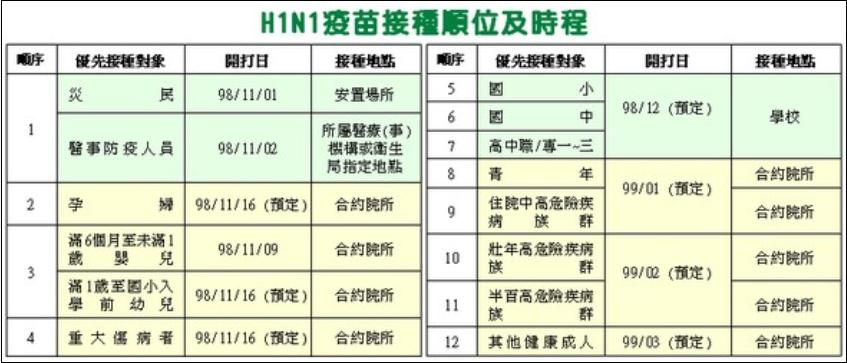 H1N1疫苗接種順位及時程
順序 優先接種對象 開打日 接種地點
1 災民 98/11/01 安置場所
醫事防疫人員 98/11/02 所屬醫療(事)
機構或衛生
局指定地點
2 孕婦 98/11/16 (預定) 合約院所
3 滿6個月至未滿1
歲嬰兒 98/11/09 合約院所
滿1歲至國小入
學前幼兒 98/11/16 (預定) 合約院所
4 重大傷病者 98/11/16 (預定) 合約院所
順序 優先接種對象 開打日 接種地點
5 國小 98/12 (預定) 學校
6 國中
7 高中職/專一~三
8 青年 99/01 (預定) 合約院所
9 住院中高危險疾
病族群 合約院所
10 壯年高危險疾病
族群 99/02 (預定) 合約院所
11 半百高危險疾病
族群 合約院所
12 其他健康成人 99/03 (預定) 合約院所